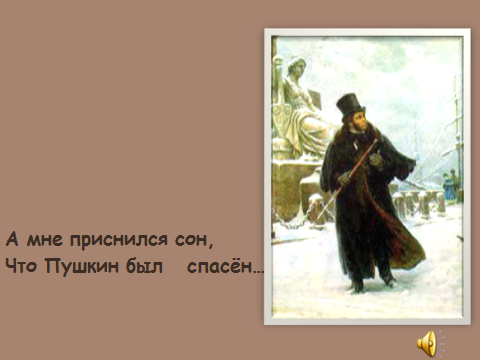 А мне приснился сон,
Что Пушкин был спасён…